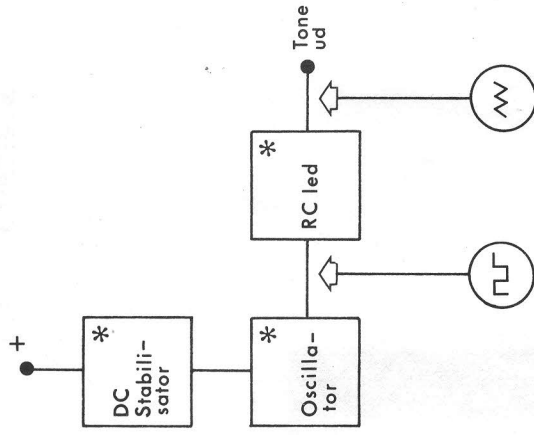 +
*
DC
Stabili-
sator
*
Oscilla-
tor
*
RC led
Tone
ud